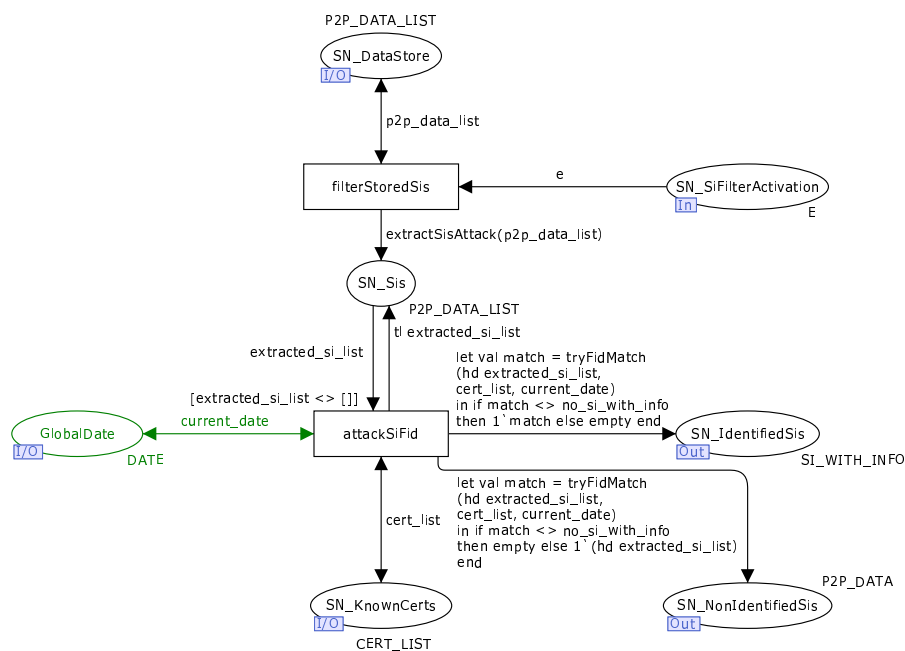 P2P_DATA_LIST
SN_DataStore
I/O
p2p_data_list
filterStoredSis
e
SN_SiFilterActivation
In
E
extractSisAttack(p2p_data_list)
SN_Sis
P2P_DATA_LIST
tl extracted_si_list
extracted_si_list
[extracted_si_list <> []]
let val match = tryFidMatch
(hd extracted_si_list,
cert_list, current_date)
in if match <> no_si_with_info
then 1`match else empty end
current_date
GlobalDate
I/O
DATE
attackSiFid
SN_IdentifiedSis
Out
SI_WITH_INFO
let val match = tryFidMatch
(hd extracted_si_list,
cert_list, current_date)
in if match <> no_si_with_info
then empty else 1`(hd extracted_si_list)
end
cert_list
P2P_DATA
SN_KnownCerts
I/O
CERT_LIST
SN_NonIdentifiedSis
Out